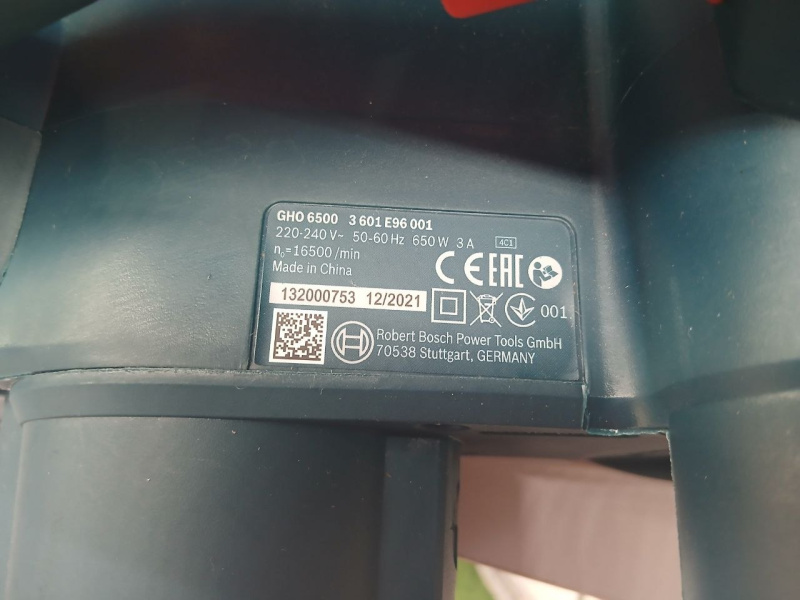 GHO 6500 3 601 E96 001
220-240 V~ 50-60 Hz 650 W 3 A 4C1
n₀=16500 /min
Made in China
CE EAC
132000753 12/2021
001
Robert Bosch Power Tools GmbH
70538 Stuttgart, GERMANY